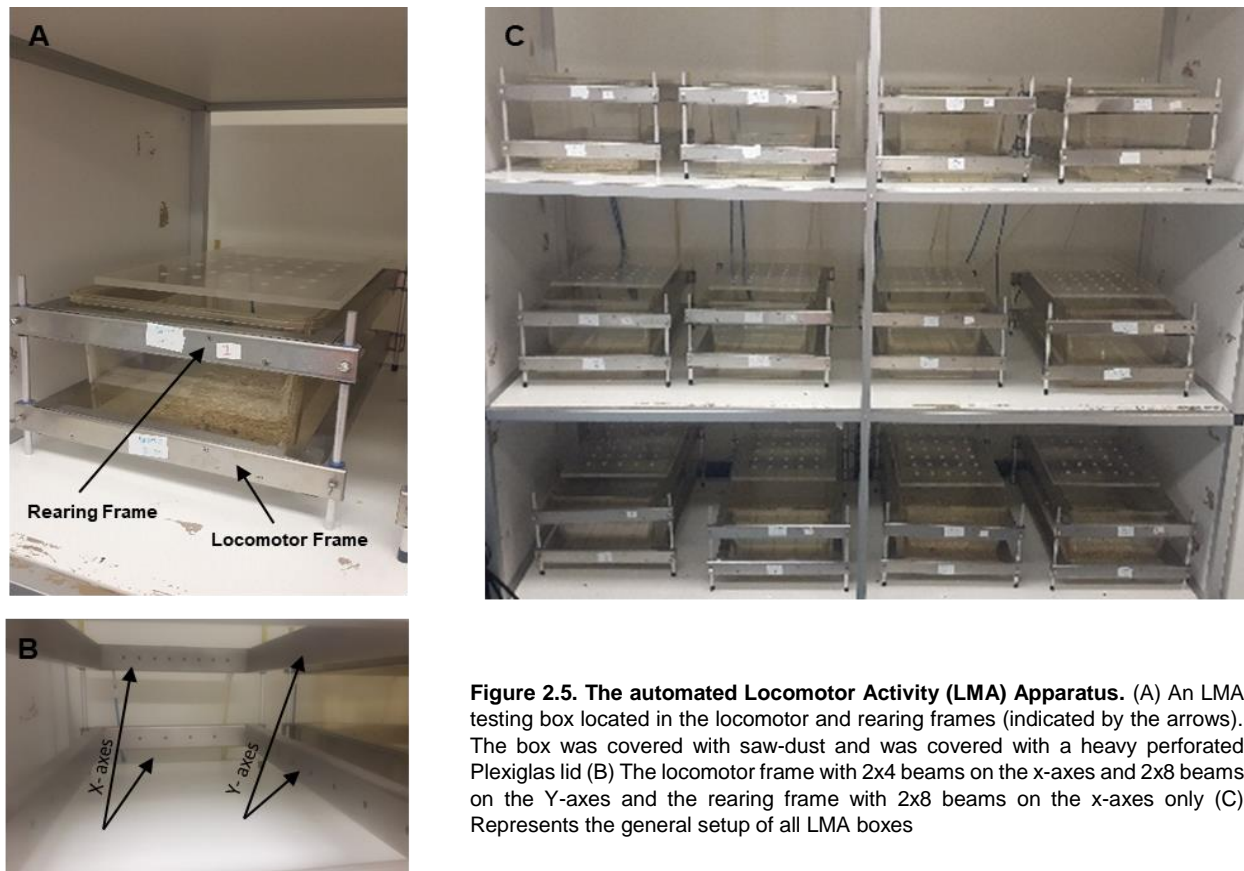 A
Rearing Frame
Locomotor Frame
B
X- axes
Y- axes
C
Figure 2.5. The automated Locomotor Activity (LMA) Apparatus. (A) An LMA
testing box located in the locomotor and rearing frames (indicated by the arrows).
The box was covered with saw-dust and was covered with a heavy perforated
Plexiglas lid (B) The locomotor frame with 2x4 beams on the x-axes and 2x8 beams
on the Y-axes and the rearing frame with 2x8 beams on the x-axes only (C)
Represents the general setup of all LMA boxes